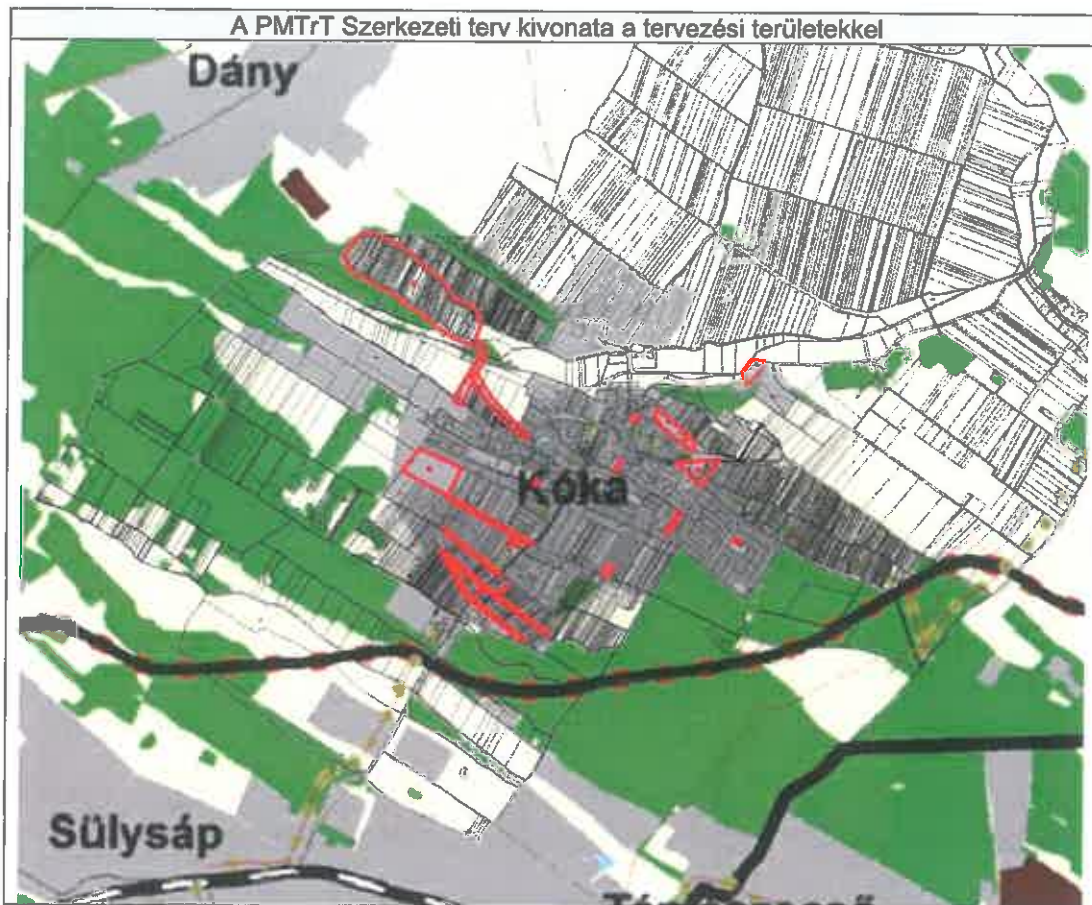 A PMTrT Szerkezeti terv kivonata a tervezési területekkel
Dány
Kóka
Sülysáp